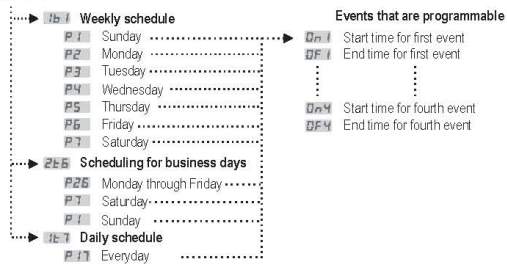 1b1 Weekly schedule
P1 Sunday
P2 Monday
P3 Tuesday
P4 Wednesday
P5 Thursday
P6 Friday
P7 Saturday
2t6 Scheduling for business days
P26 Monday through Friday
P7 Saturday
P1 Sunday
1t7 Daily schedule
P17 Everyday
Events that are programmable
On1 Start time for first event
OF1 End time for first event
On4 Start time for fourth event
OF4 End time for fourth event